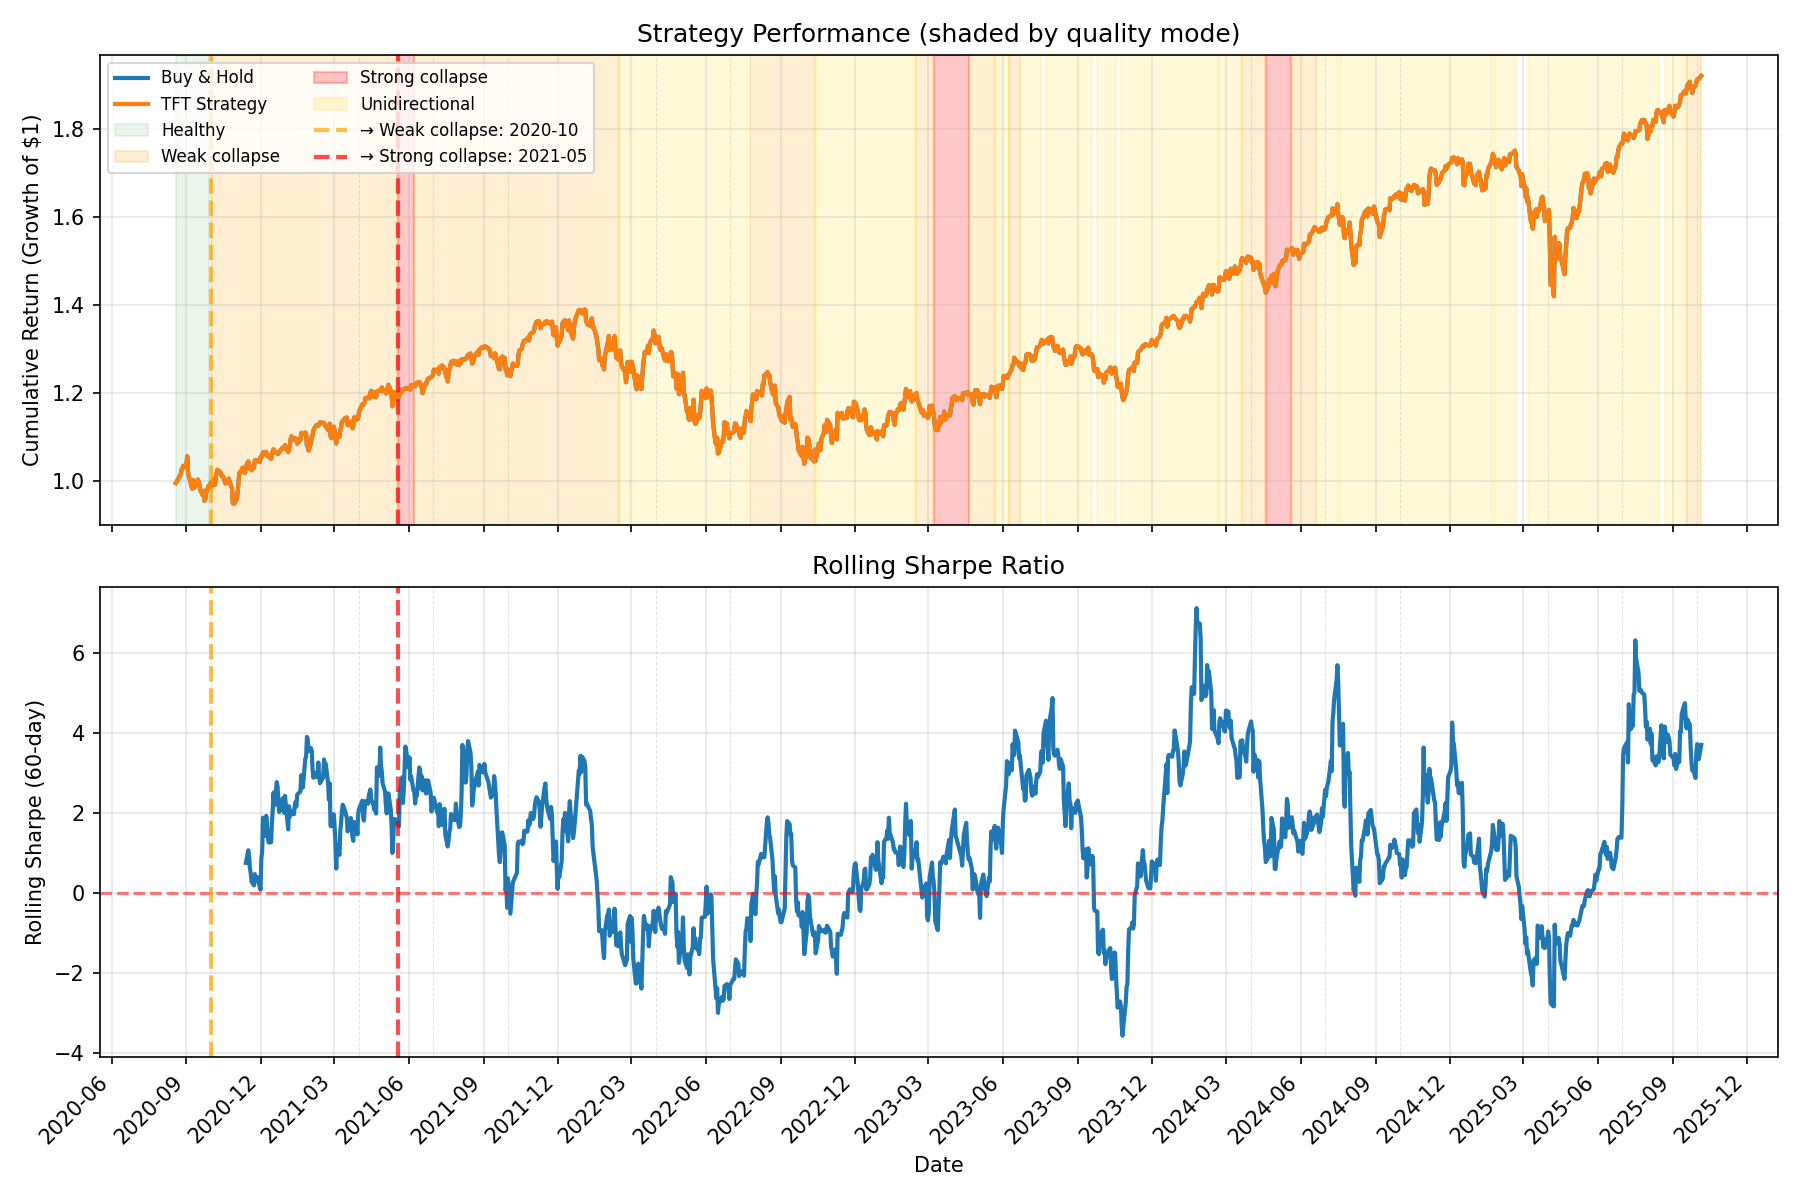 Strategy Performance (shaded by quality mode)
Buy & Hold
TFT Strategy
Healthy
Weak collapse
Strong collapse
Unidirectional
→ Weak collapse: 2020-10
→ Strong collapse: 2021-05
Cumulative Return (Growth of $1)
1.8
1.6
1.4
1.2
1.0
Rolling Sharpe Ratio
Rolling Sharpe (60-day)
6
4
2
0
−2
−4
2020-06
2020-09
2020-12
2021-03
2021-06
2021-09
2021-12
2022-03
2022-06
2022-09
2022-12
2023-03
2023-06
2023-09
2023-12
2024-03
2024-06
2024-09
2024-12
2025-03
2025-06
2025-09
2025-12
Date